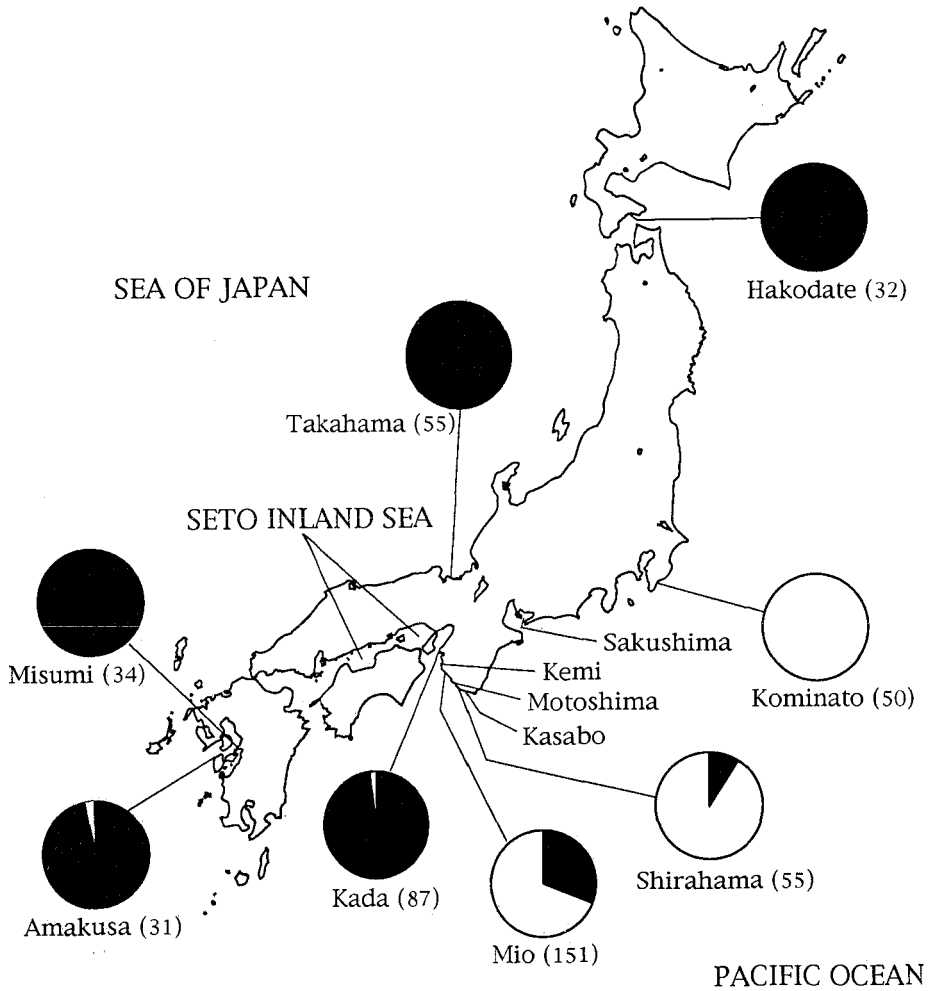 SEA OF JAPAN
Hakodate (32)
Takahama (55)
SETO INLAND SEA
Misumi (34)
Sakushima
Kemi
Motoshima
Kasabo
Kominato (50)
Amakusa (31)
Kada (87)
Mio (151)
Shirahama (55)
PACIFIC OCEAN